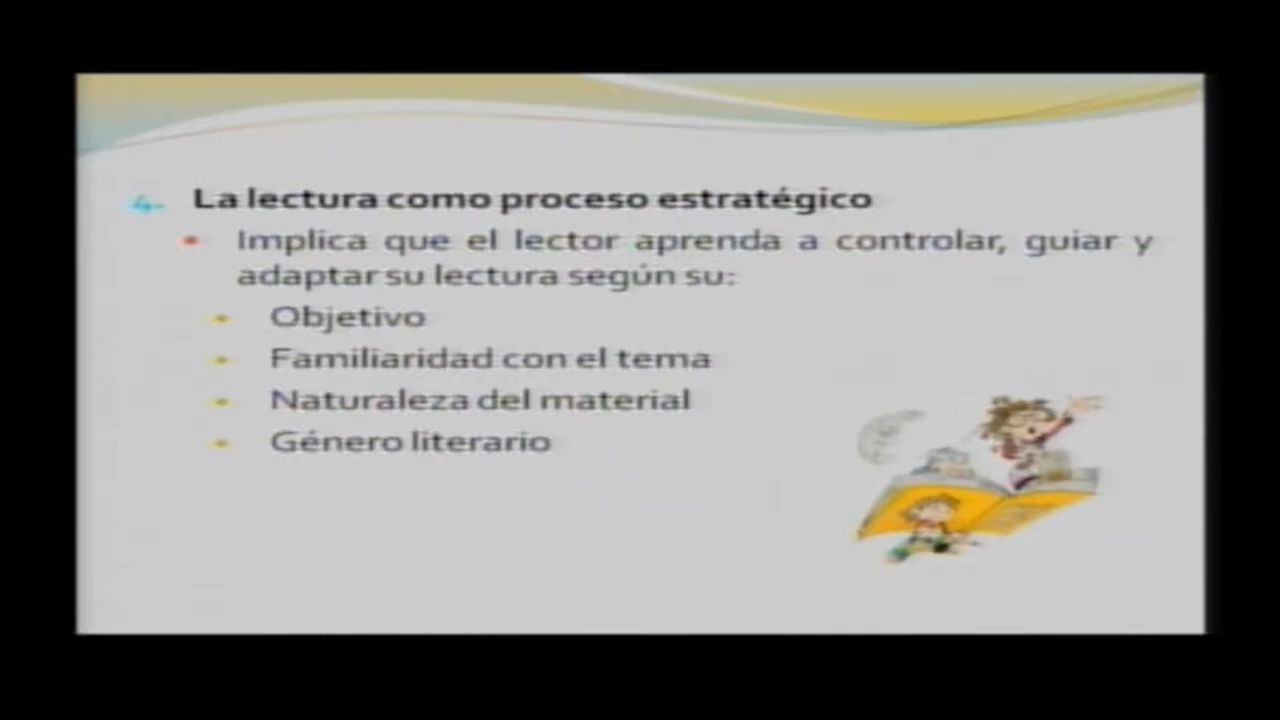 4. La lectura como proceso estratégico
• Implica que el lector aprenda a controlar, guiar y
adaptar su lectura según su:
• Objetivo
• Familiaridad con el tema
• Naturaleza del material
• Género literario